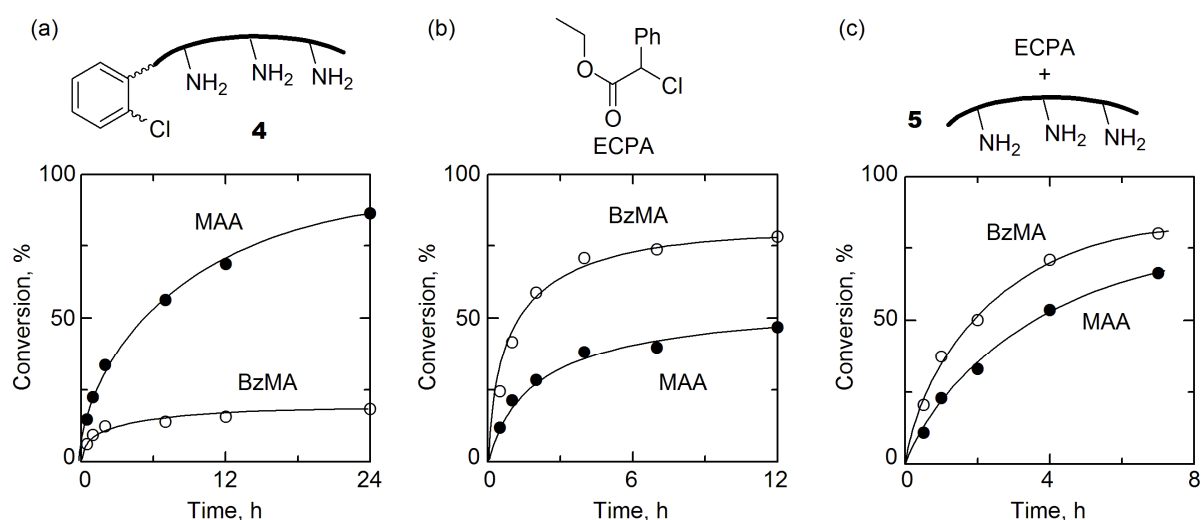 (a)
NH2
NH2
NH2
Cl
4
(b)
Ph
O
Cl
O
ECPA
(c)
ECPA
+
5
NH2
NH2
NH2
100
MAA
Conversion, %
50
BzMA
0
0
12
24
Time, h
100
BzMA
Conversion, %
50
MAA
0
0
6
12
Time, h
100
BzMA
Conversion, %
50
MAA
0
0
4
8
Time, h